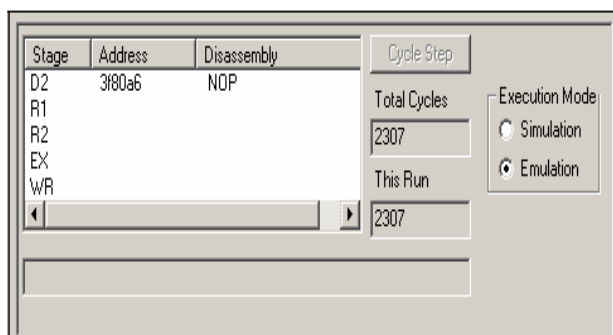 Stage Address Disassembly
D2 3f80a6 NOP
R1
R2
EX
WR
Cycle Step
Total Cycles
2307
This Run
2307
Execution Mode
Simulation
Emulation